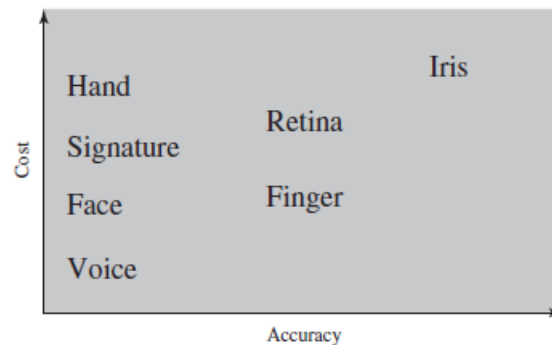 Iris
Hand
Retina
Signature
Finger
Face
Voice
Cost
Accuracy